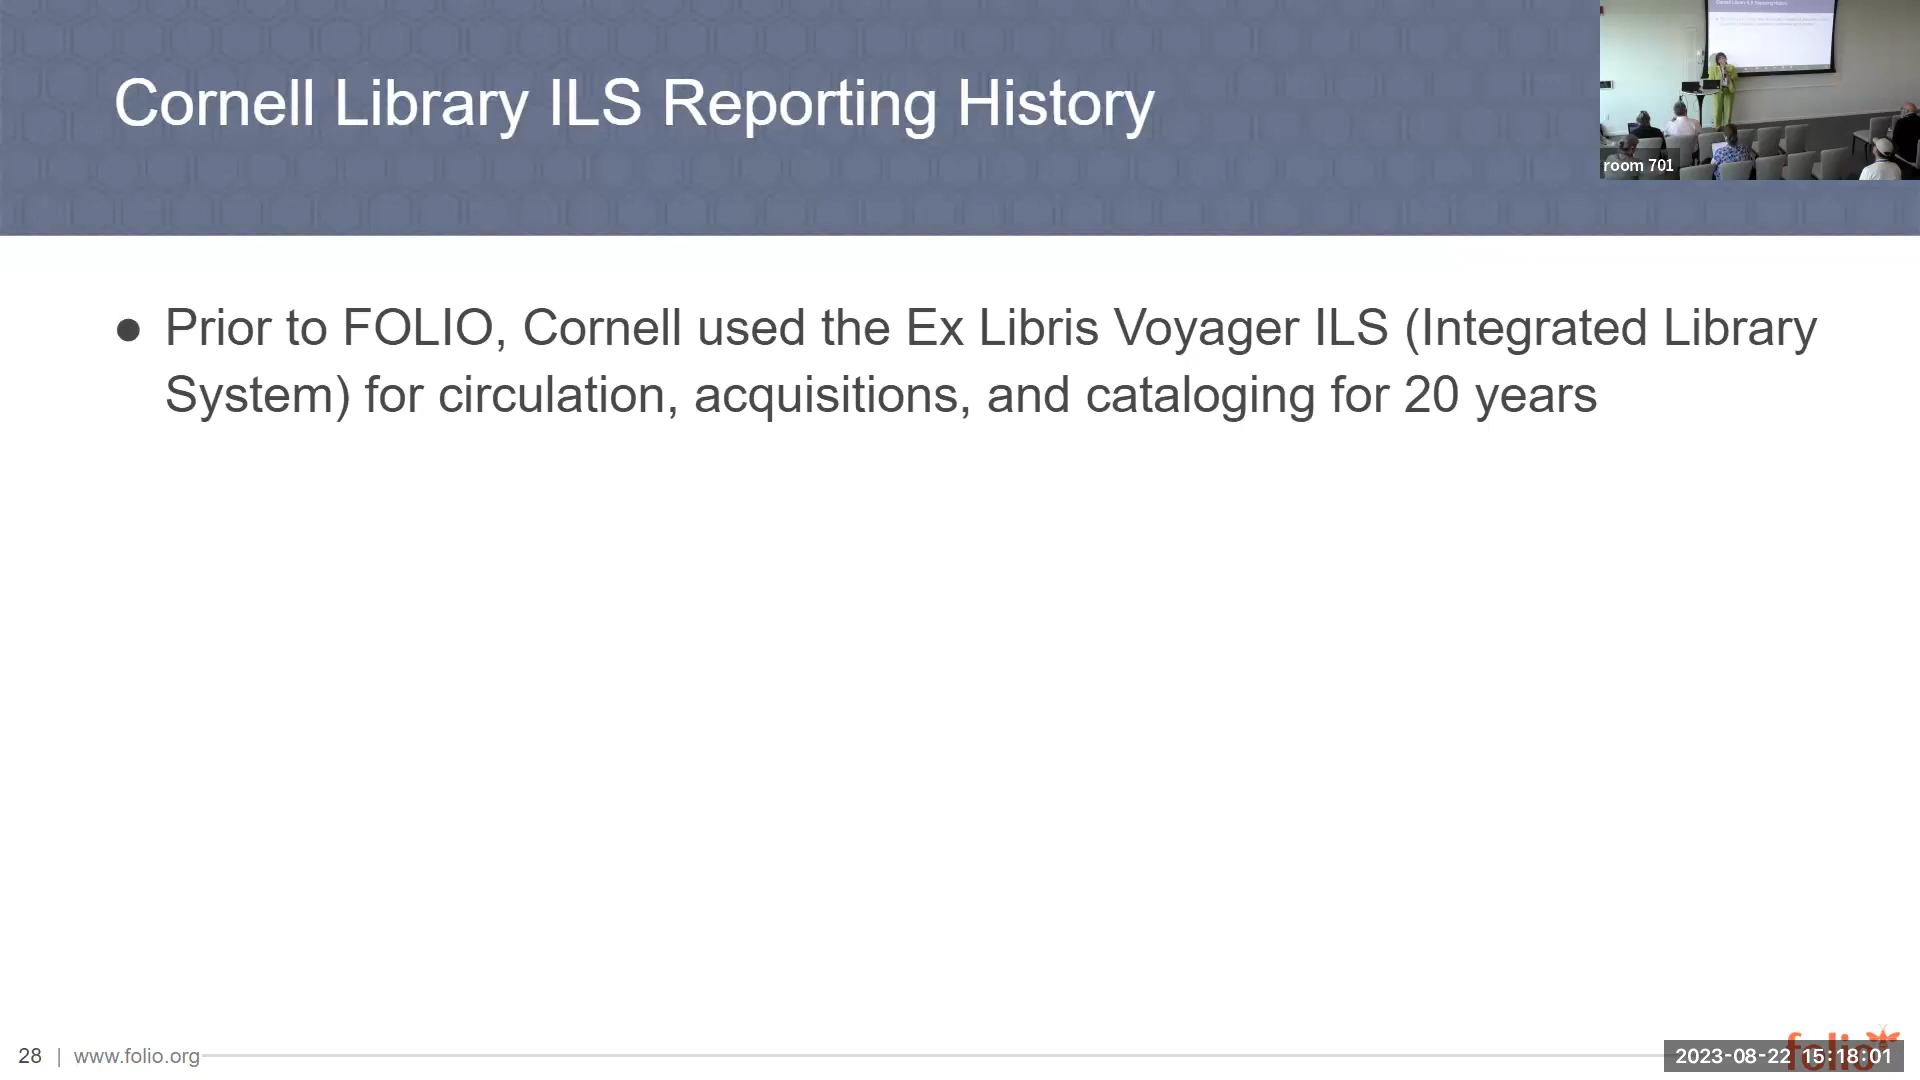 Cornell Library ILS Reporting History
room 701
● Prior to FOLIO, Cornell used the Ex Libris Voyager ILS (Integrated Library
System) for circulation, acquisitions, and cataloging for 20 years
28 | www.folio.org
folio
2023-08-22 15:18:01